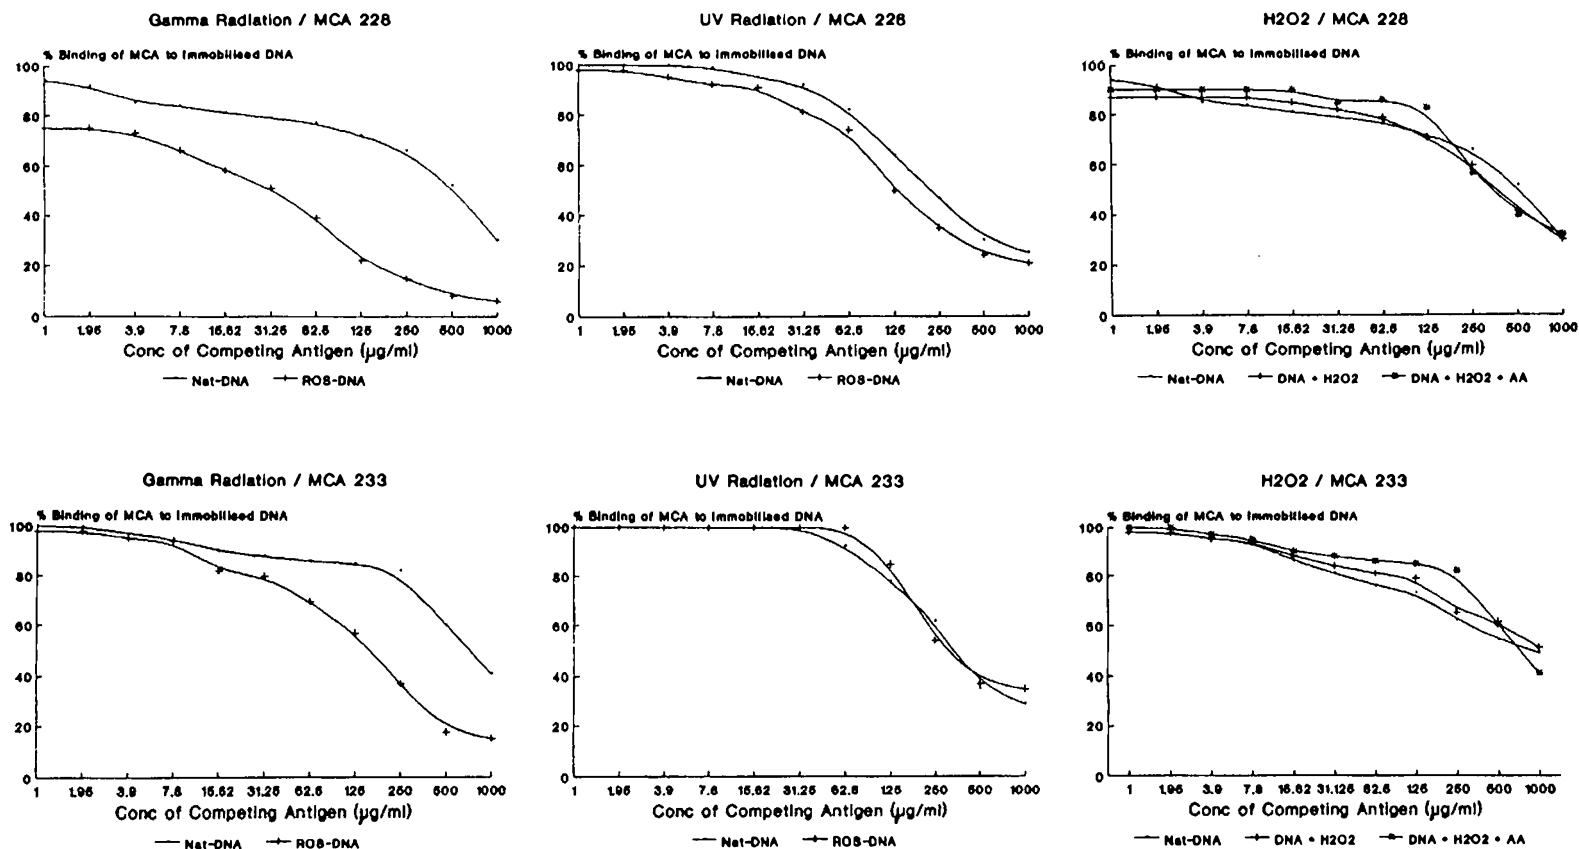 Gamma Radiation / MCA 228
% Binding of MCA to Immobilised DNA
100
80
60
40
20
0
1 1.95 3.9 7.8 15.62 31.25 62.5 125 250 500 1000
Conc of Competing Antigen (µg/ml)
Nat-DNA ROS-DNA
UV Radiation / MCA 228
% Binding of MCA to Immobilised DNA
100
80
60
40
20
0
1 1.95 3.9 7.8 15.62 31.25 62.5 125 250 500 1000
Conc of Competing Antigen (µg/ml)
Nat-DNA ROS-DNA
H2O2 / MCA 228
% Binding of MCA to Immobilised DNA
100
80
60
40
20
0
1 1.95 3.9 7.8 15.62 31.25 62.5 125 250 500 1000
Conc of Competing Antigen (µg/ml)
Nat-DNA DNA + H2O2 DNA + H2O2 + AA
Gamma Radiation / MCA 233
% Binding of MCA to Immobilised DNA
100
80
60
40
20
0
1 1.95 3.9 7.8 15.62 31.25 62.5 125 250 500 1000
Conc of Competing Antigen (µg/ml)
Nat-DNA ROS-DNA
UV Radiation / MCA 233
% Binding of MCA to Immobilised DNA
100
80
60
40
20
0
1 1.95 3.9 7.8 15.62 31.25 62.5 125 250 500 1000
Conc of Competing Antigen (µg/ml)
Nat-DNA ROS-DNA
H2O2 / MCA 233
% Binding of MCA to Immobilised DNA
100
80
60
40
20
0
1 1.95 3.9 7.8 15.62 31.125 62.5 125 250 500 1000
Conc of Competing Antigen (µg/ml)
Nat-DNA DNA + H2O2 DNA + H2O2 + AA